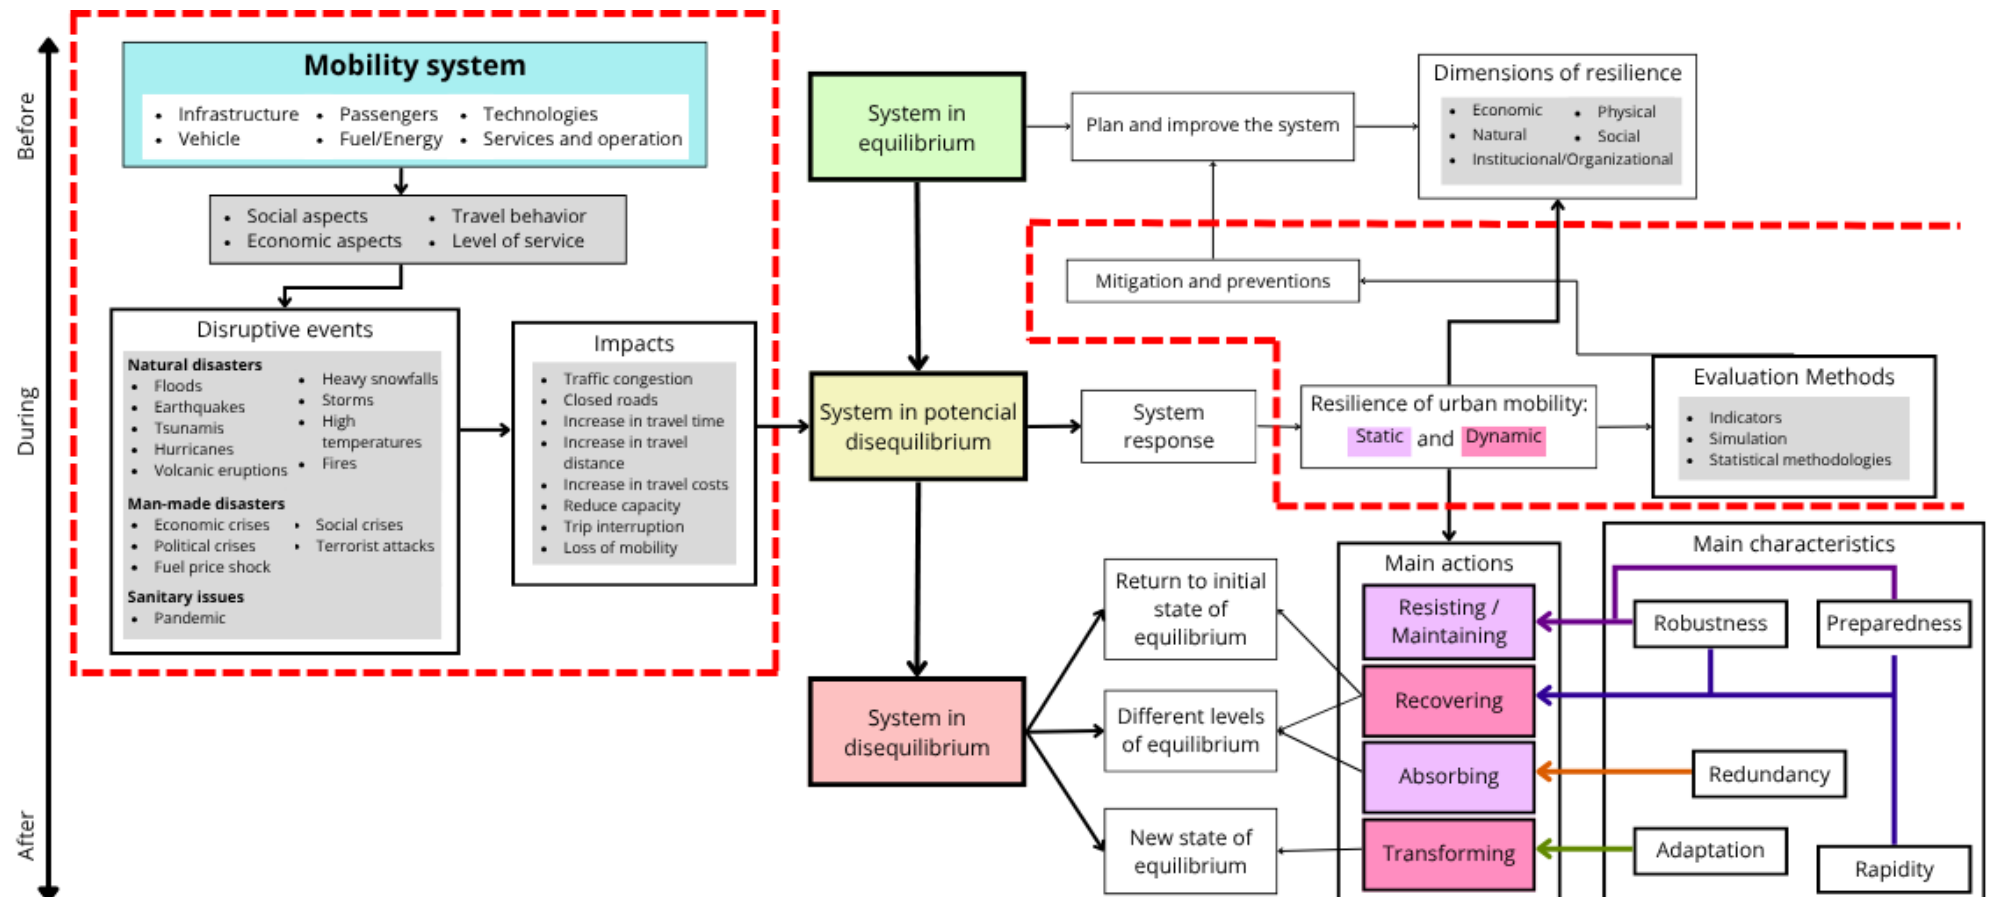 Before
During
After
Mobility system
• Infrastructure
• Vehicle
• Passengers
• Fuel/Energy
• Technologies
• Services and operation
• Social aspects
• Economic aspects
• Travel behavior
• Level of service
Disruptive events
Natural disasters
• Floods
• Earthquakes
• Tsunamis
• Hurricanes
• Volcanic eruptions
• Heavy snowfalls
• Storms
• High
temperatures
• Fires
Man-made disasters
• Economic crises
• Political crises
• Fuel price shock
• Social crises
• Terrorist attacks
Sanitary issues
• Pandemic
Impacts
• Traffic congestion
• Closed roads
• Increase in travel time
• Increase in travel
distance
• Increase in travel costs
• Reduce capacity
• Trip interruption
• Loss of mobility
System in
equilibrium
Plan and improve the system
Dimensions of resilience
• Economic
• Natural
• Physical
• Social
• Institucional/Organizational
Mitigation and preventions
System in potencial
disequilibrium
System
response
Resilience of urban mobility:
Static and Dynamic
Evaluation Methods
• Indicators
• Simulation
• Statistical methodologies
System in
disequilibrium
Return to initial
state of
equilibrium
Different levels
of equilibrium
New state of
equilibrium
Main actions
Resisting /
Maintaining
Recovering
Absorbing
Transforming
Main characteristics
Robustness
Preparedness
Redundancy
Adaptation
Rapidity